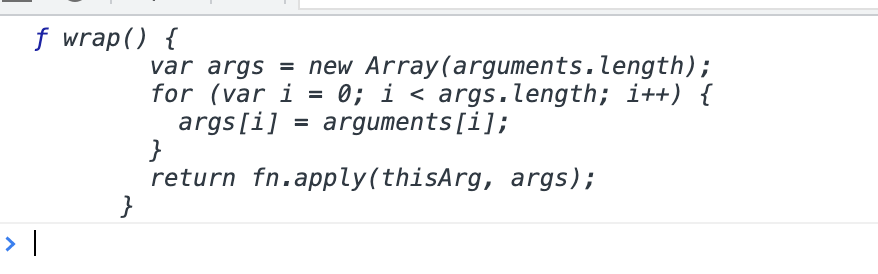 ƒ wrap() {
var args = new Array(arguments.length);
for (var i = 0; i < args.length; i++) {
args[i] = arguments[i];
}
return fn.apply(thisArg, args);
}
>